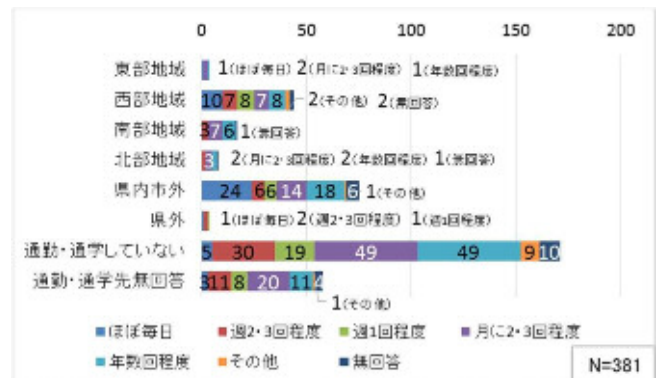 0 50 100 150 200
東部地域 1(ほぼ毎日) 2(月に2・3回程度) 1(年数回程度)
西部地域 10 7 8 7 8 2(その他) 2(無回答)
南部地域 3 7 6 1(無回答)
北部地域 3 2(月に2・3回程度) 2(年数回程度) 1(無回答)
県内市外 24 6 6 14 18 6 1(その他)
県外 1(ほぼ毎日) 2(週2・3回程度) 1(週1回程度)
通勤・通学していない 5 30 19 49 49 9 10
通勤・通学先無回答 3 11 8 20 11 4
1(その他)
ほぼ毎日 週2・3回程度 週1回程度 月に2・3回程度
年数回程度 その他 無回答
N=381